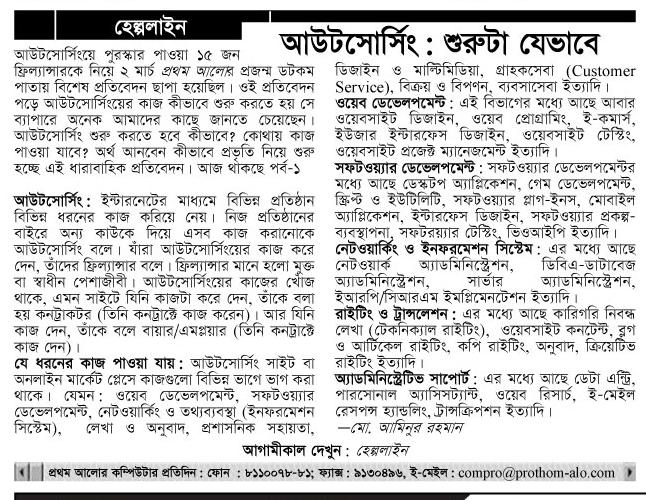 হেল্পলাইন
আউটসোর্সিং : শুরুটা যেভাবে
আউটসোর্সিংয়ে পুরস্কার পাওয়া ১৫ জন
ফ্রিল্যান্সারকে নিয়ে ২ মার্চ প্রথম আলোর প্রজন্ম ডটকম
পাতায় বিশেষ প্রতিবেদন ছাপা হয়েছিল। ওই প্রতিবেদন
পড়ে আউটসোর্সিংয়ের কাজ কীভাবে শুরু করতে হয় সে
ব্যাপারে অনেক আমাদের কাছে জানতে চেয়েছেন।
আউটসোর্সিং শুরু করতে হবে কীভাবে? কোথায় কাজ
পাওয়া যাবে? অর্থ আনবেন কীভাবে প্রভৃতি নিয়ে শুরু
হচ্ছে এই ধারাবাহিক প্রতিবেদন। আজ থাকছে পর্ব-১
আউটসোর্সিং : ইন্টারনেটের মাধ্যমে বিভিন্ন প্রতিষ্ঠান
বিভিন্ন ধরনের কাজ করিয়ে নেয়। নিজ প্রতিষ্ঠানের
বাইরে অন্য কাউকে দিয়ে এসব কাজ করানোকে
আউটসোর্সিং বলে। যাঁরা আউটসোর্সিংয়ের কাজ করে
দেন, তাঁদের ফ্রিল্যান্সার বলে। ফ্রিল্যান্সার মানে হলো মুক্ত
বা স্বাধীন পেশাজীবী। আউটসোর্সিংয়ের কাজের খোঁজ
থাকে, এমন সাইটে যিনি কাজটা করে দেন, তাঁকে বলা
হয় কনট্রাকটর (তিনি কনট্রাক্টে কাজ করেন)। আর যিনি
কাজ দেন, তাঁকে বলে বায়ার/এমপ্লয়ার (তিনি কনট্রাক্টে
কাজ দেন)।
যে ধরনের কাজ পাওয়া যায় : আউটসোর্সিং সাইট বা
অনলাইন মার্কেট প্লেসে কাজগুলো বিভিন্ন ভাগে ভাগ করা
থাকে। যেমন : ওয়েব ডেভেলপমেন্ট, সফটওয়্যার
ডেভেলপমেন্ট, নেটওয়ার্কিং ও তথ্যব্যবস্থা (ইনফরমেশন
সিস্টেম), লেখা ও অনুবাদ, প্রশাসনিক সহায়তা,
ডিজাইন ও মাল্টিমিডিয়া, গ্রাহকসেবা (Customer
Service), বিক্রয় ও বিপণন, ব্যবসাসেবা ইত্যাদি।
ওয়েব ডেভেলপমেন্ট : এই বিভাগের মধ্যে আছে আবার
ওয়েবসাইট ডিজাইন, ওয়েব প্রোগ্রামিং, ই-কমার্স,
ইউজার ইন্টারফেস ডিজাইন, ওয়েবসাইট টেস্টিং,
ওয়েবসাইট প্রজেক্ট ম্যানেজমেন্ট ইত্যাদি।
সফটওয়্যার ডেভেলপমেন্ট : সফটওয়্যার ডেভেলপমেন্টের
মধ্যে আছে ডেস্কটপ অ্যাপ্লিকেশন, গেম ডেভেলপমেন্ট,
স্ক্রিপ্ট ও ইউটিলিটি, সফটওয়্যার প্লাগ-ইনস, মোবাইল
অ্যাপ্লিকেশন, ইন্টারফেস ডিজাইন, সফটওয়্যার প্রকল্প-
ব্যবস্থাপনা, সফটরয়্যার টেস্টিং, ভিওআইপি ইত্যাদি।
নেটওয়ার্কিং ও ইনফরমেশন সিস্টেম : এর মধ্যে আছে
নেটওয়ার্ক অ্যাডমিনিস্ট্রেশন, ডিবিএ-ডাটাবেজ
অ্যাডমিনিস্ট্রেশন, সার্ভার অ্যাডমিনিস্ট্রেশন,
ইআরপি/সিআরএম ইমপ্লিমেনটেশন ইত্যাদি।
রাইটিং ও ট্রান্সলেশন : এর মধ্যে আছে কারিগরি নিবন্ধ
লেখা (টেকনিক্যাল রাইটিং), ওয়েবসাইট কনটেন্ট, ব্লগ
ও আর্টিকেল রাইটিং, কপি রাইটিং, অনুবাদ, ক্রিয়েটিভ
রাইটিং ইত্যাদি।
অ্যাডমিনিস্ট্রেটিভ সাপোর্ট : এর মধ্যে আছে ডেটা এন্ট্রি,
পারসোনাল অ্যাসিসট্যান্ট, ওয়েব রিসার্চ, ই-মেইল
রেসপন্স হ্যান্ডলিং, ট্রান্সক্রিপশন ইত্যাদি।
—মো. আমিনুর রহমান
আগামীকাল দেখুন : হেল্পলাইন
প্রথম আলোর কম্পিউটার প্রতিদিন : ফোন : ৮১১০০৭৮-৮১; ফ্যাক্স : ৯১৩০৪৯৬, ই-মেইল : compro@prothom-alo.com